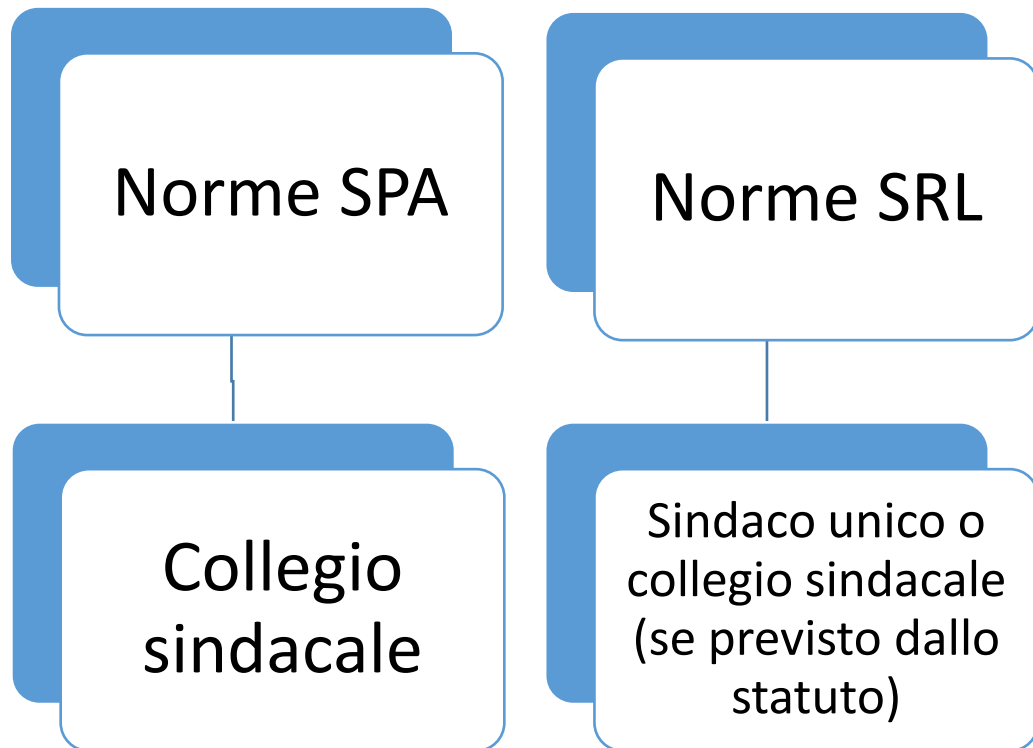 Norme SPA
Norme SRL
Collegio
sindacale
Sindaco unico o
collegio sindacale
(se previsto dallo
statuto)